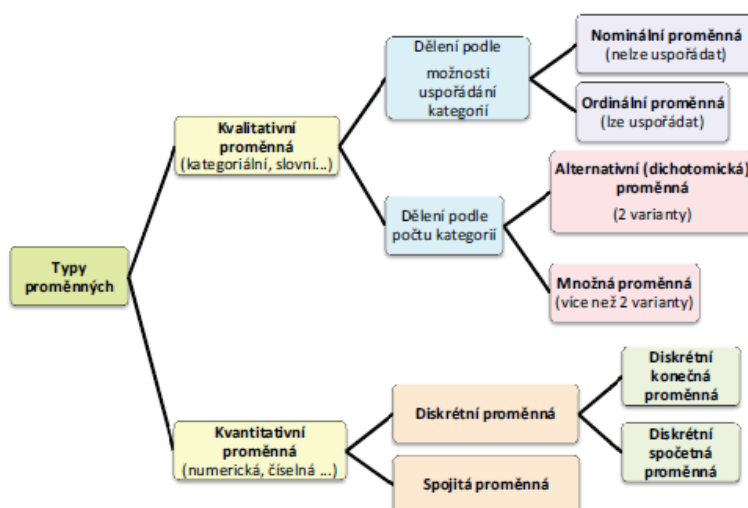 Typy
proměnných
Kvalitativní
proměnná
(kategoriální, slovní...)
Dělení podle
možnosti
uspořádání
kategorií
Nominální proměnná
(nelze uspořádat)
Ordinální proměnná
(lze uspořádat)
Dělení podle
počtu kategorií
Alternativní (dichotomická)
proměnná
(2 varianty)
Množná proměnná
(více než 2 varianty)
Kvantitativní
proměnná
(numerická, číselná ...)
Diskrétní proměnná
Diskrétní
konečná
proměnná
Diskrétní
spočetná
proměnná
Spojitá proměnná